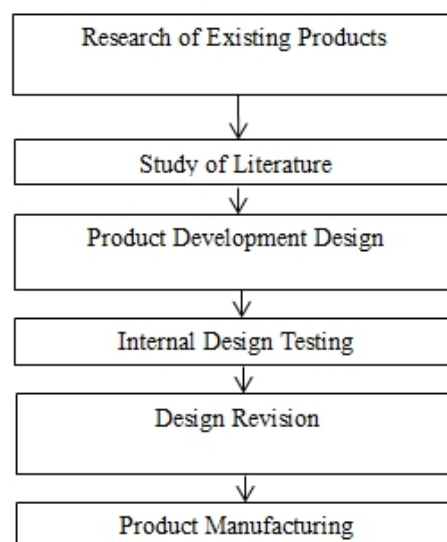 Research of Existing Products
Study of Literature
Product Development Design
Internal Design Testing
Design Revision
Product Manufacturing